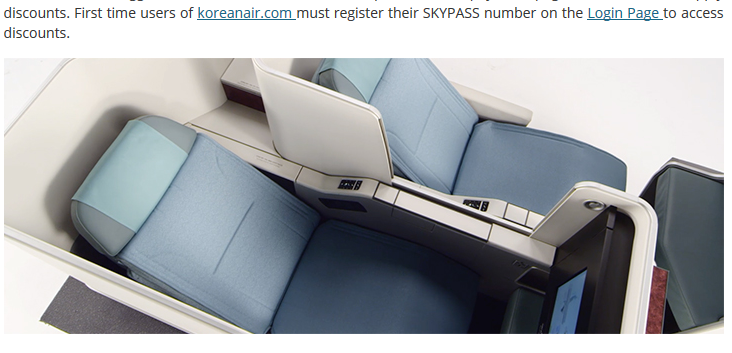 discounts. First time users of koreanair.com must register their SKYPASS number on the Login Page to access
discounts.